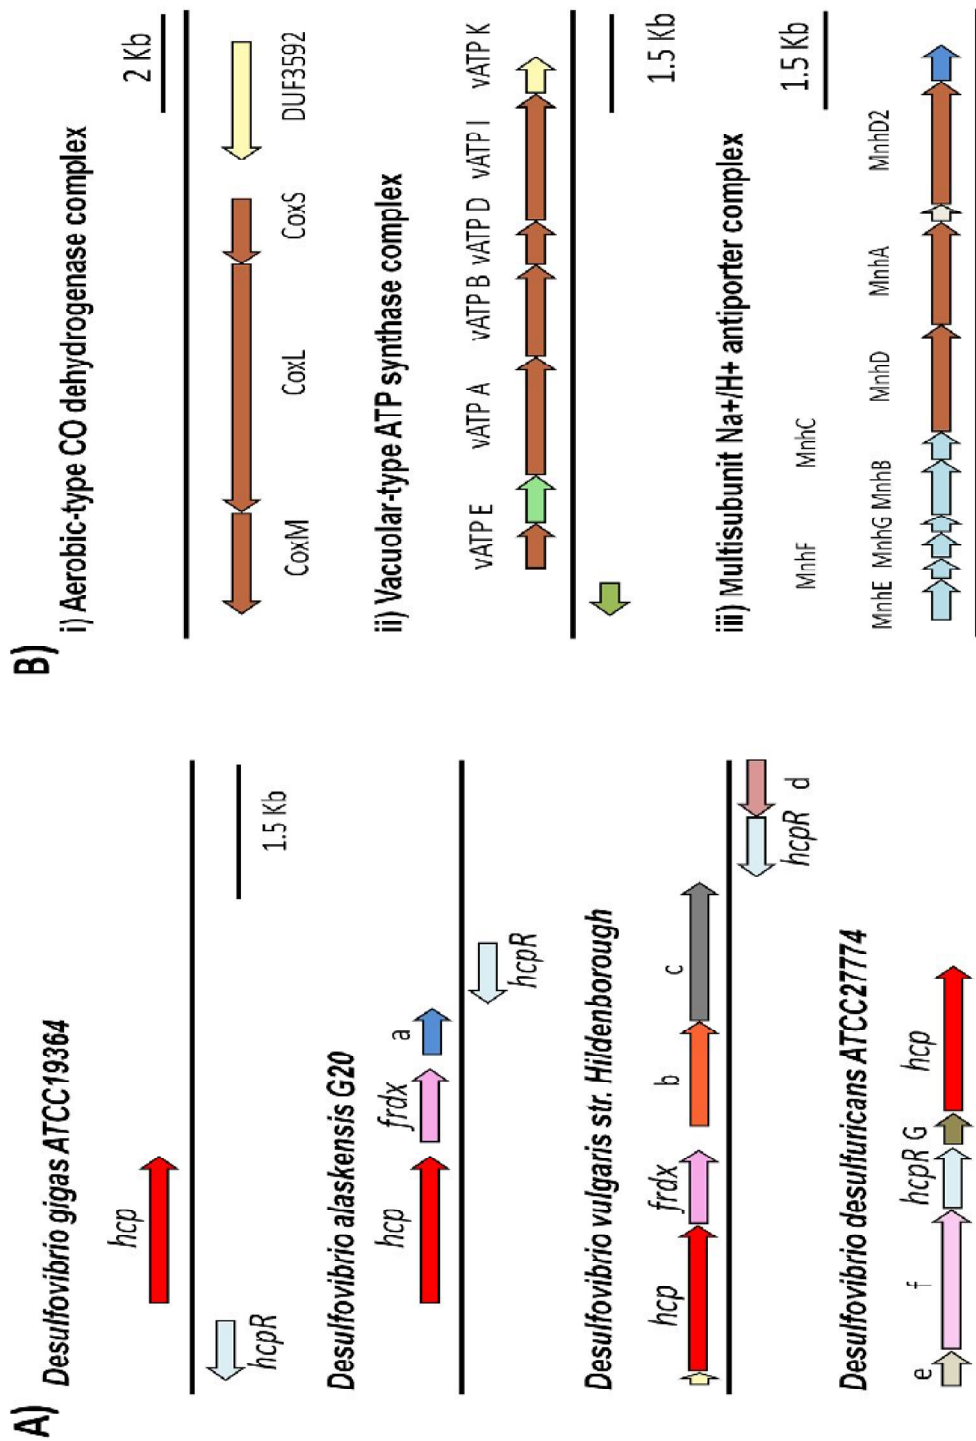 A)
Desulfovibrio gigas ATCC19364
hcp
hcpR
1.5 Kb
Desulfovibrio alaskensis G20
hcp
frdx
a
hcpR
Desulfovibrio vulgaris str. Hildenborough
hcp
frdx
b
c
hcpR
d
Desulfovibrio desulfuricans ATCC27774
e
f
hcpR
G
hcp
B)
i) Aerobic-type CO dehydrogenase complex
2 Kb
CoxM
CoxL
CoxS
DUF3592
ii) Vacuolar-type ATP synthase complex
vATP E
vATP A
vATP B
vATP D
vATP I
vATP K
1.5 Kb
iii) Multisubunit Na+/H+ antiporter complex
1.5 Kb
MnhF
MnhC
MnhE
MnhG
MnhB
MnhD
MnhA
MnhD2